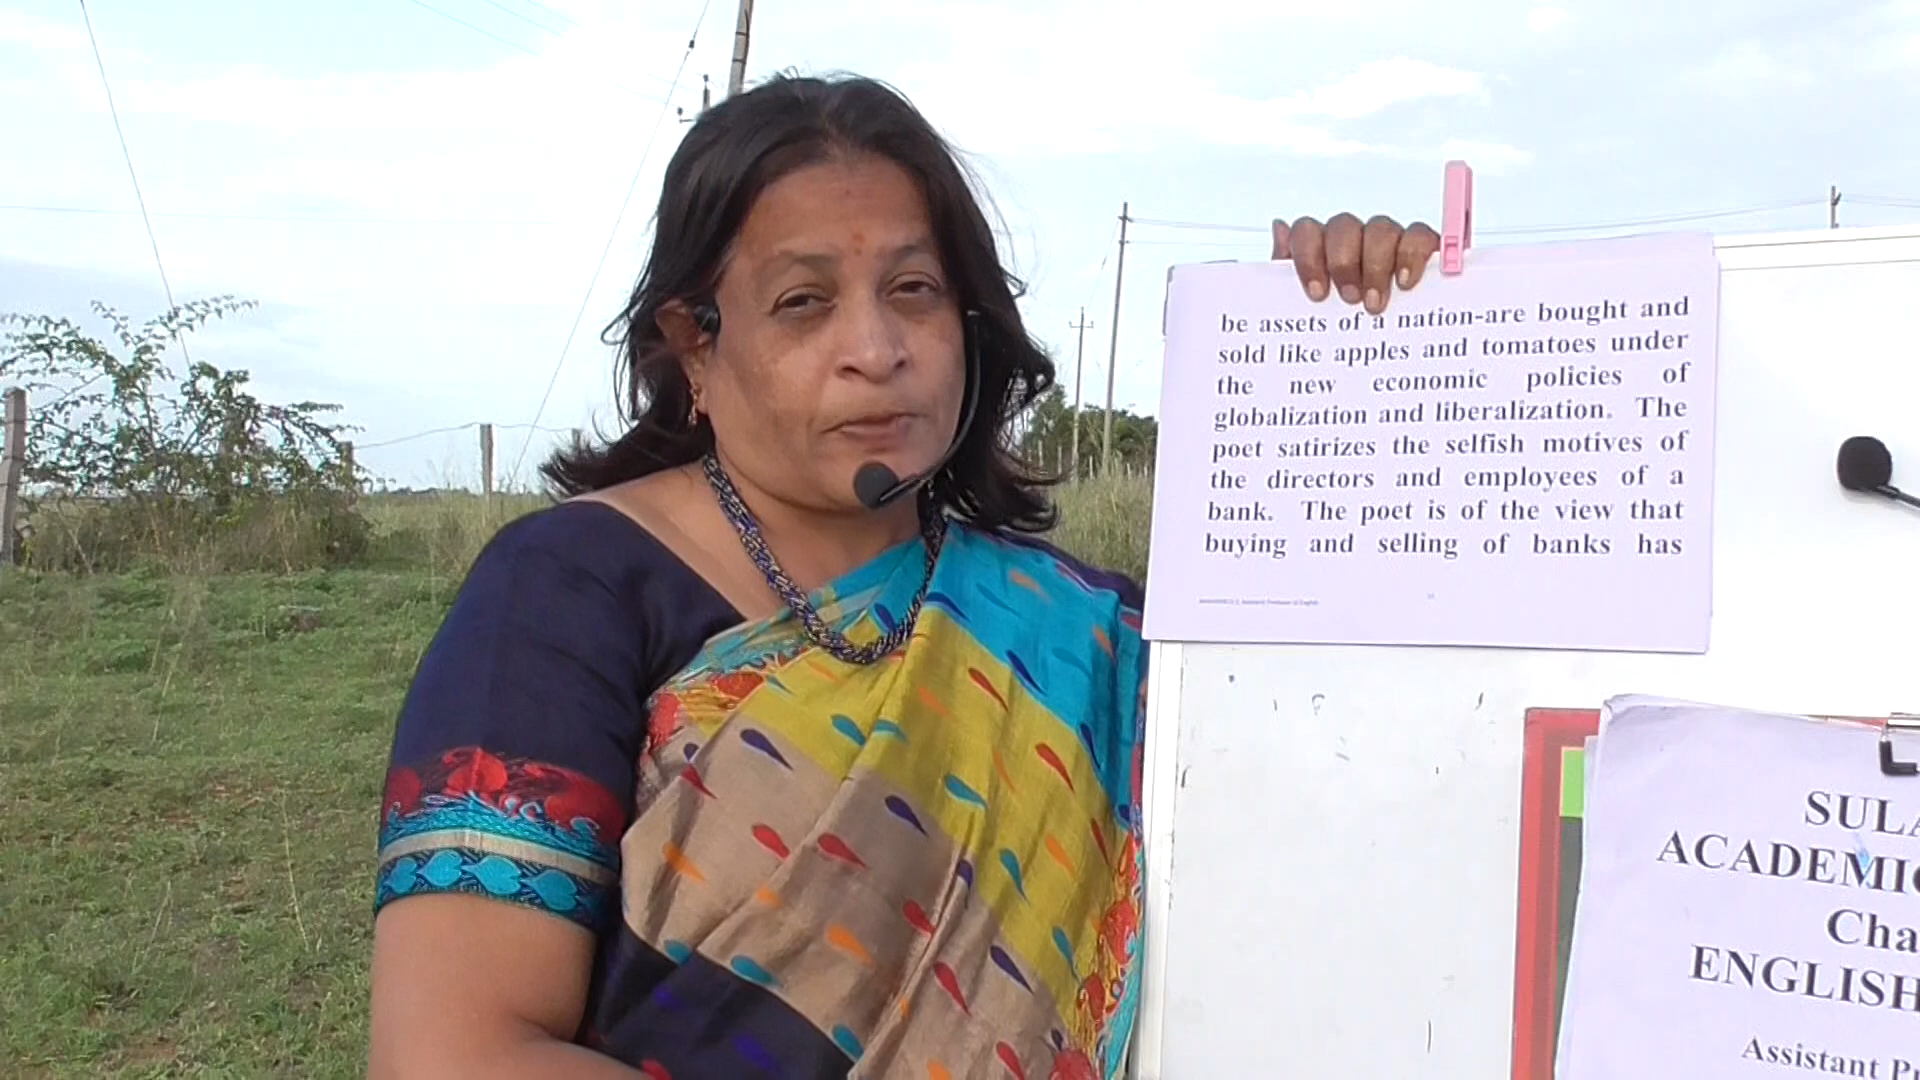 be assets of a nation-are bought and
sold like apples and tomatoes under
the new economic policies of
globalization and liberalization. The
poet satirizes the selfish motives of
the directors and employees of a
bank. The poet is of the view that
buying and selling of banks has
SULA
ACADEMIC
Cha
ENGLISH
Assistant Pr